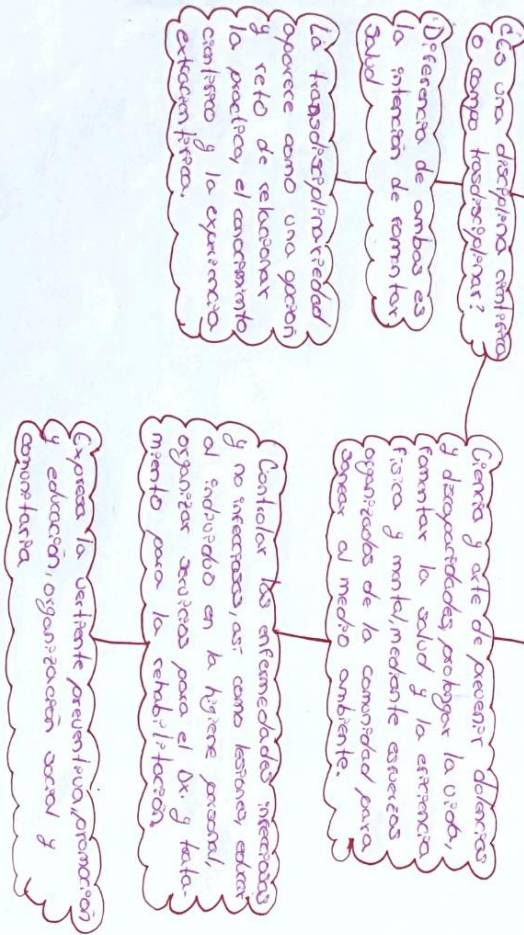 ¿Es una disciplina científica
o campo trasdisciplinar?
Diferencia de ambas es
la intención de fomentar
salud
La transdisciplinariedad
aparece como una opción
y reto de relacionar
la practica, el conocimiento
científico y la experiencia
extracientífica.
Ciencia y arte de prevenir dolencias
y discapacidades, prolongar la vida,
fomentar la salud y la eficiencia
física y mental, mediante esfuerzos
organizados de la comunidad para
sanear al medio ambiente.
Controlar las enfermedades infecciosas
y no infecciosas, así como lesiones, educar
al individuo en la higiene personal,
organizar servicios para el Dx. y trata-
miento para la rehabilitación.
Expresa la vertiente preventiva, promoción
y educación, organización social y
comunitaria